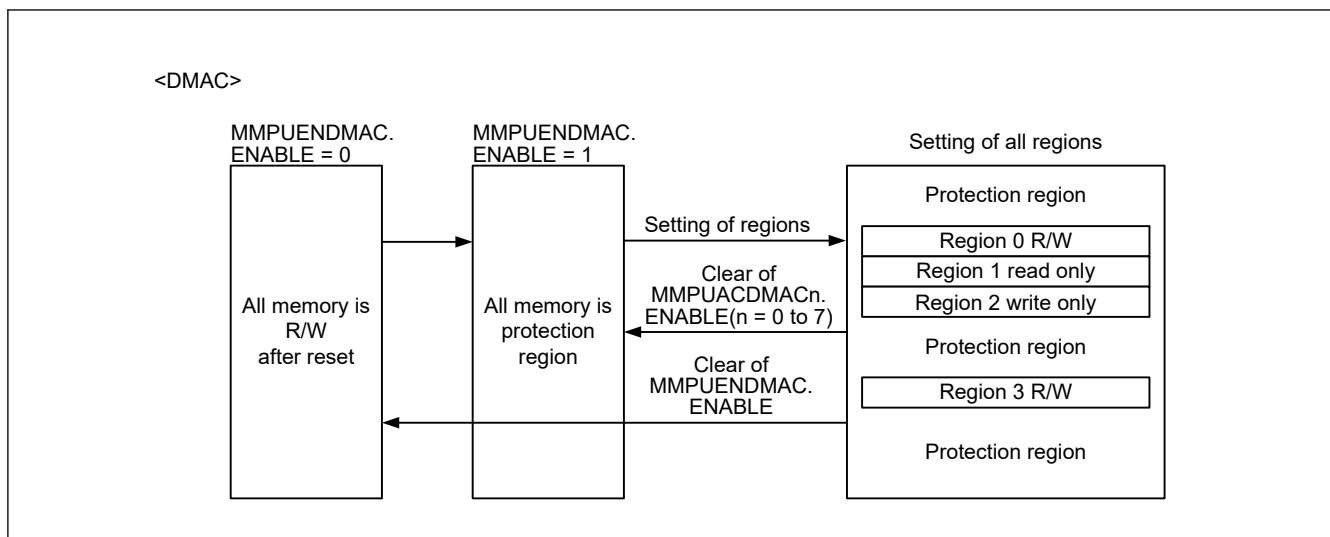 <DMAC>
MMPUENDMAC.
ENABLE = 0
MMPUENDMAC.
ENABLE = 1
Setting of all regions
All memory is
R/W
after reset
All memory is
protection
region
Setting of regions
Clear of
MMPUACDMACn.
ENABLE(n = 0 to 7)
Clear of
MMPUENDMAC.
ENABLE
Protection region
Region 0 R/W
Region 1 read only
Region 2 write only
Protection region
Region 3 R/W
Protection region